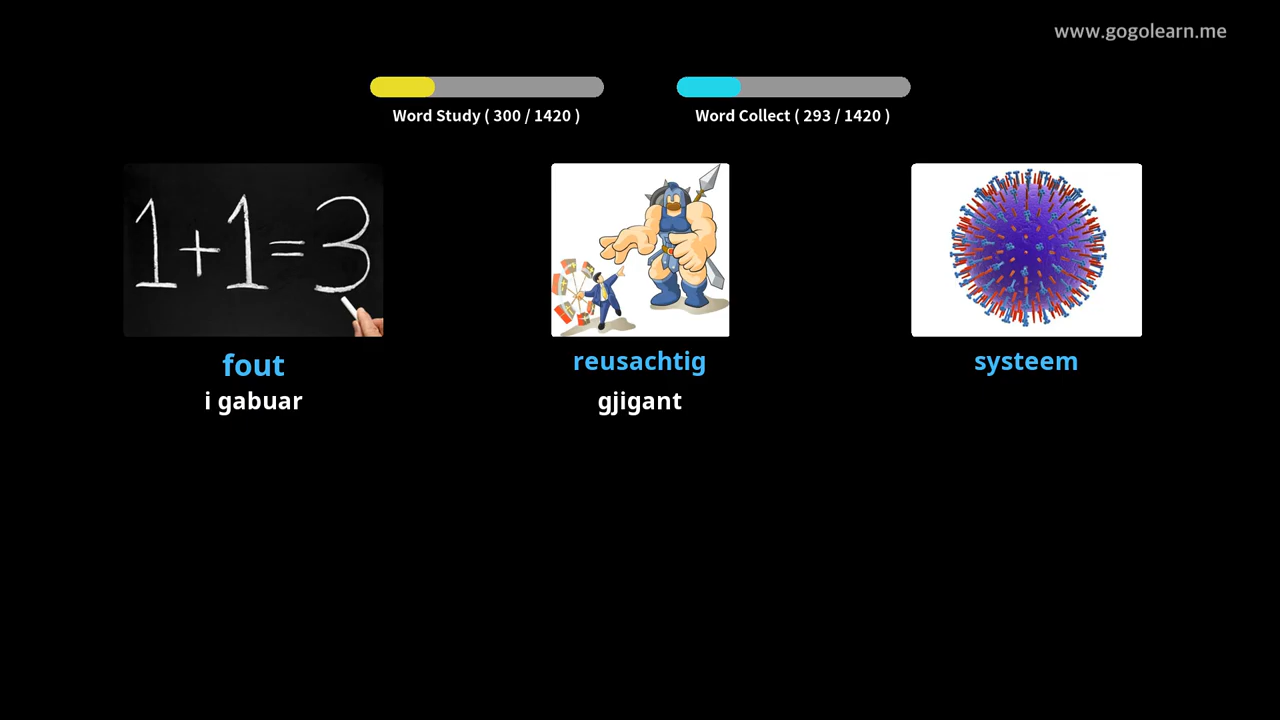 www.gogolearn.me
Word Study ( 300 / 1420 )
Word Collect ( 293 / 1420 )
1+1=3
fout
i gabuar
reusachtig
gjigant
systeem